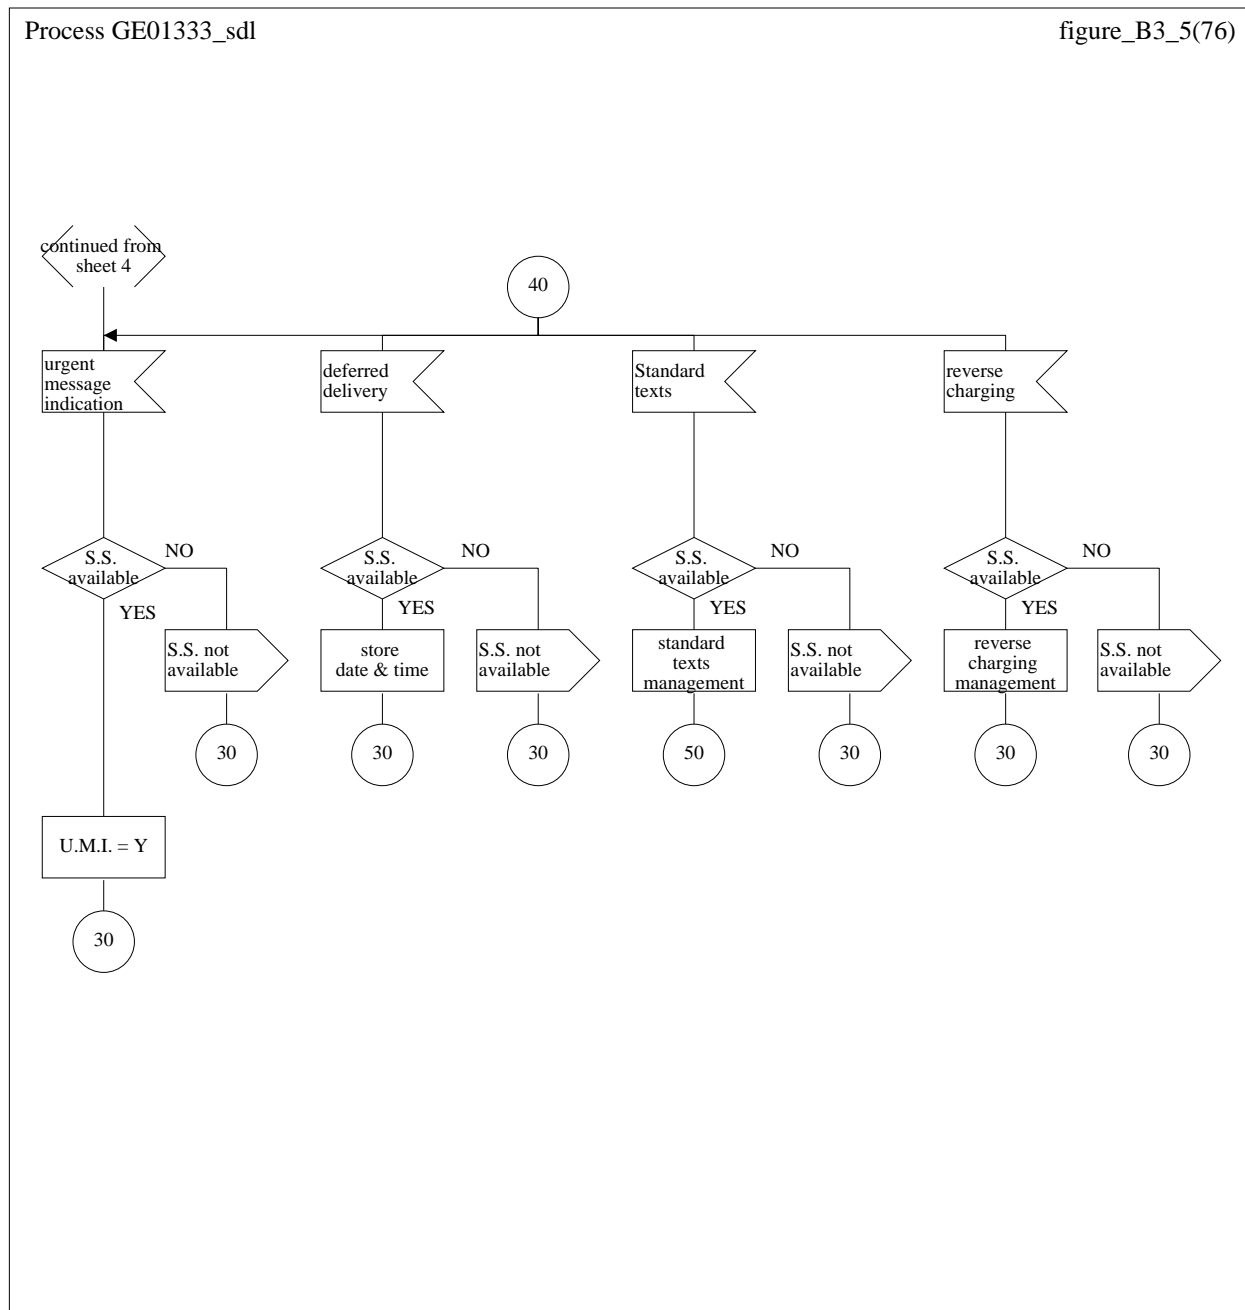 Process GE01333_sdl
figure_B3_5(76)
continued from
sheet 4
40
urgent
message
indication
deferred
delivery
Standard
texts
reverse
charging
S.S.
available
NO
YES
S.S.
available
NO
YES
S.S.
available
NO
YES
S.S.
available
NO
YES
S.S. not
available
store
date & time
S.S. not
available
standard
texts
management
S.S. not
available
reverse
charging
management
S.S. not
available
30
30
30
50
30
30
30
U.M.I. = Y
30